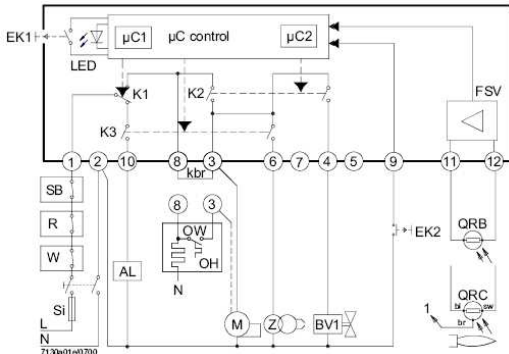 EK1
LED
µC1
µC control
µC2
K1
K2
FSV
K3
1
2
10
8
3
6
7
4
5
9
11
12
kbr
SB
R
W
Si
L
N
8
3
OW
OH
N
AL
M
Z
BV1
EK2
QRB
QRC
bl
sw
br
1
7130a01e/0700